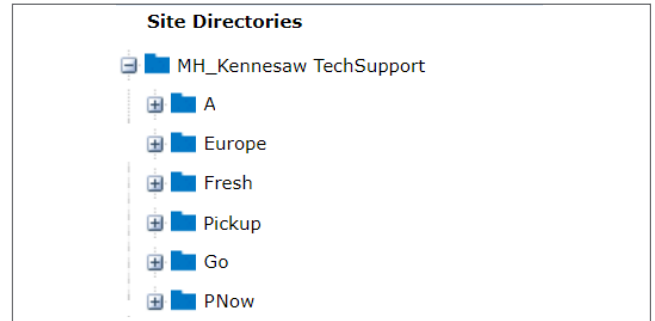 Site Directories
MH_Kennesaw TechSupport
A
Europe
Fresh
Pickup
Go
PNow